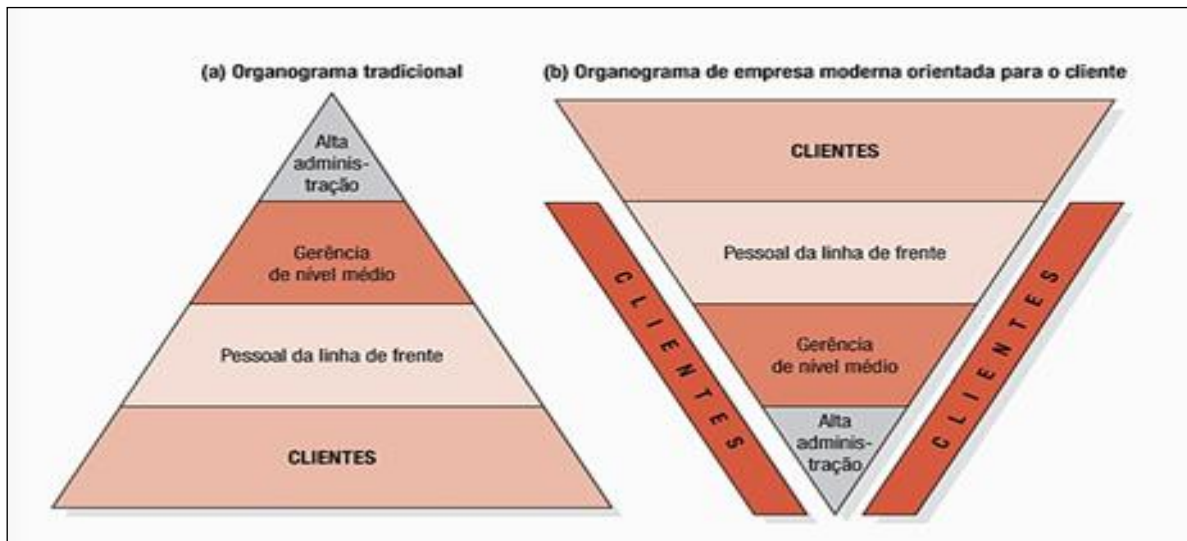 (a) Organograma tradicional
Alta
adminis-
tração
Gerência
de nível médio
Pessoal da linha de frente
CLIENTES
(b) Organograma de empresa moderna orientada para o cliente
CLIENTES
Pessoal da linha de frente
Gerência
de nível médio
Alta
adminis-
tração
CLIENTES
CLIENTES